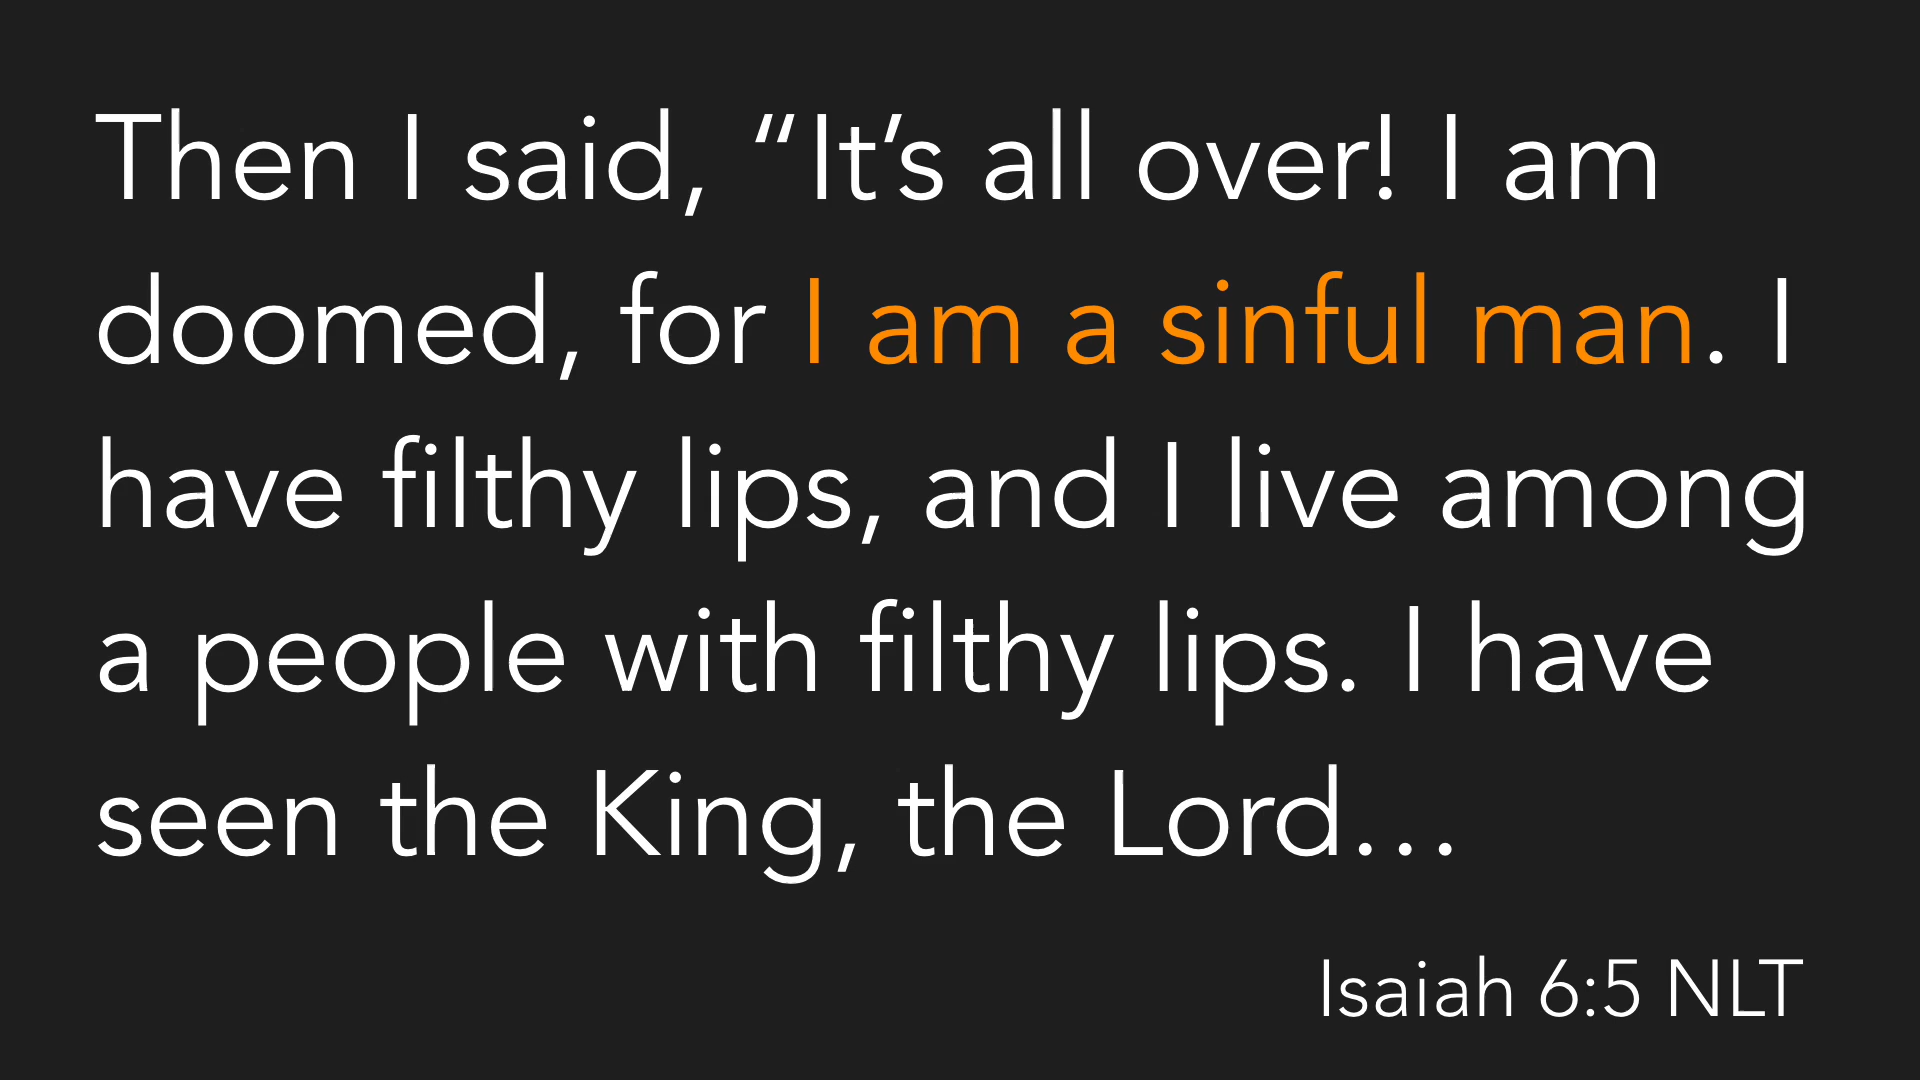 Then I said, “It’s all over! I am
doomed, for I am a sinful man. I
have filthy lips, and I live among
a people with filthy lips. I have
seen the King, the Lord…
Isaiah 6:5 NLT